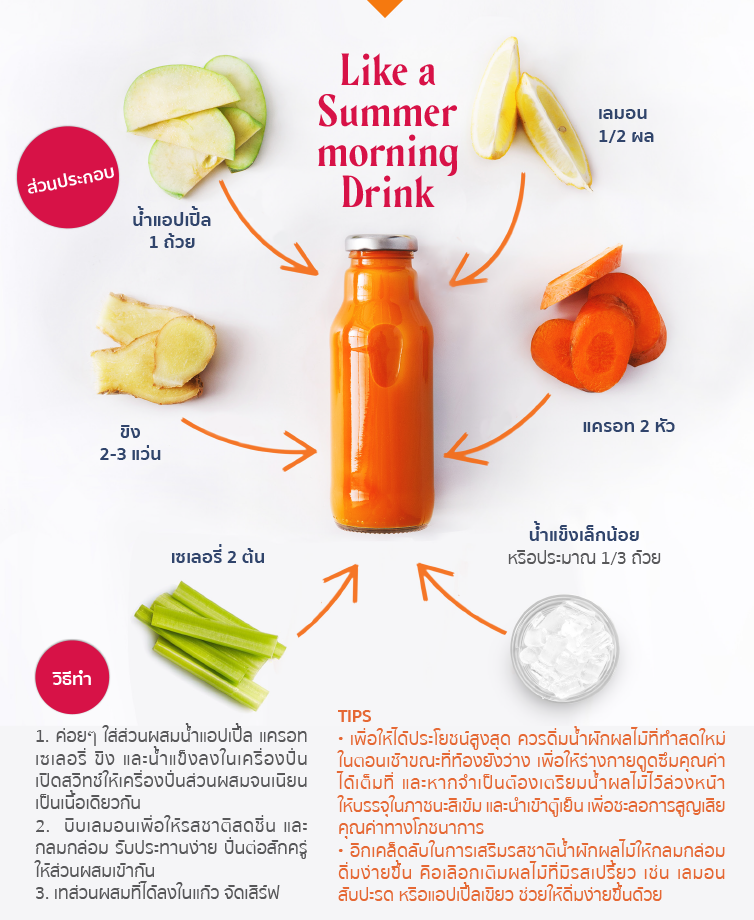 Like a
Summer
morning
Drink
ส่วนประกอบ
น้ำแอปเปิ้ล
1 ถ้วย
เลมอน
1/2 ผล
ขิง
2-3 แว่น
แครอท 2 หัว
เซเลอรี่ 2 ต้น
น้ำแข็งเล็กน้อย
หรือประมาณ 1/3 ถ้วย
วิธีทำ
1. ค่อยๆ ใส่ส่วนผสมน้ำแอปเปิ้ล แครอท
เซเลอรี่ ขิง และน้ำแข็งลงในเครื่องปั่น
เปิดสวิทช์ให้เครื่องปั่นส่วนผสมจนเนียน
เป็นเนื้อเดียวกัน
2. บีบเลมอนเพื่อให้รสชาติสดชื่น และ
กลมกล่อม รับประทานง่าย ปั่นต่อสักครู่
ให้ส่วนผสมเข้ากัน
3. เทส่วนผสมที่ได้ลงในแก้ว จัดเสิร์ฟ
TIPS
• เพื่อให้ได้ประโยชน์สูงสุด ควรดื่มน้ำผักผลไม้ที่ทำสดใหม่
ในตอนเช้าขณะที่ท้องยังว่าง เพื่อให้ร่างกายดูดซึมคุณค่า
ได้เต็มที่ และหากจำเป็นต้องเตรียมน้ำผลไม้ไว้ล่วงหน้า
ให้บรรจุในภาชนะสีเข้ม และนำเข้าตู้เย็น เพื่อชะลอการสูญเสีย
คุณค่าทางโภชนาการ
• อีกเคล็ดลับในการเสริมรสชาติน้ำผักผลไม้ให้กลมกล่อม
ดื่มง่ายขึ้น คือเลือกเติมผลไม้ที่มีรสเปรี้ยว เช่น เลมอน
สับปะรด หรือแอปเปิ้ลเขียว ช่วยให้ดื่มง่ายขึ้นด้วย